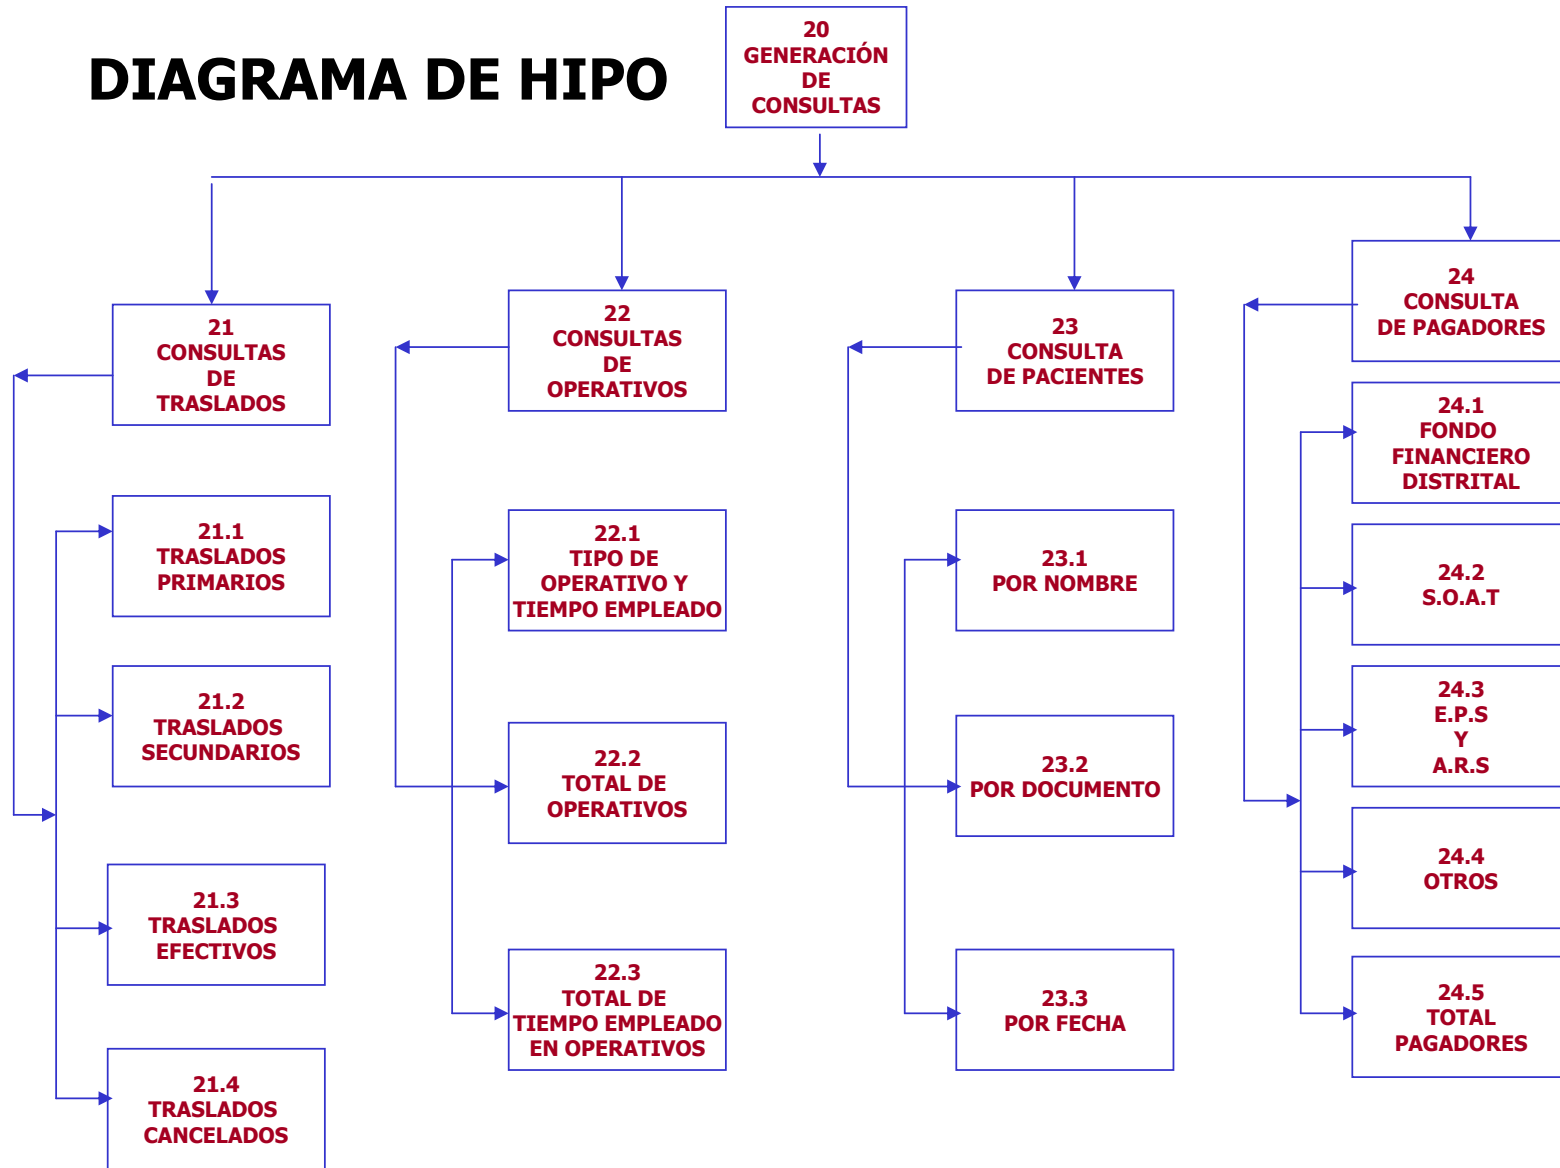 DIAGRAMA DE HIPO
20
GENERACIÓN
DE
CONSULTAS
21
CONSULTAS
DE
TRASLADOS
21.1
TRASLADOS
PRIMARIOS
21.2
TRASLADOS
SECUNDARIOS
21.3
TRASLADOS
EFECTIVOS
21.4
TRASLADOS
CANCELADOS
22
CONSULTAS
DE
OPERATIVOS
22.1
TIPO DE
OPERATIVO Y
TIEMPO EMPLEADO
22.2
TOTAL DE
OPERATIVOS
22.3
TOTAL DE
TIEMPO EMPLEADO
EN OPERATIVOS
23
CONSULTA
DE PACIENTES
23.1
POR NOMBRE
23.2
POR DOCUMENTO
23.3
POR FECHA
24
CONSULTA
DE PAGADORES
24.1
FONDO
FINANCIERO
DISTRITAL
24.2
S.O.A.T
24.3
E.P.S
Y
A.R.S
24.4
OTROS
24.5
TOTAL
PAGADORES